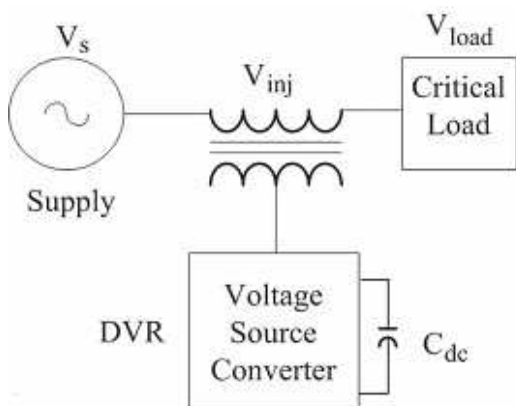 Vs
Vload
Vinj
Critical
Load
Supply
Voltage
Source
Converter
DVR
Cdc